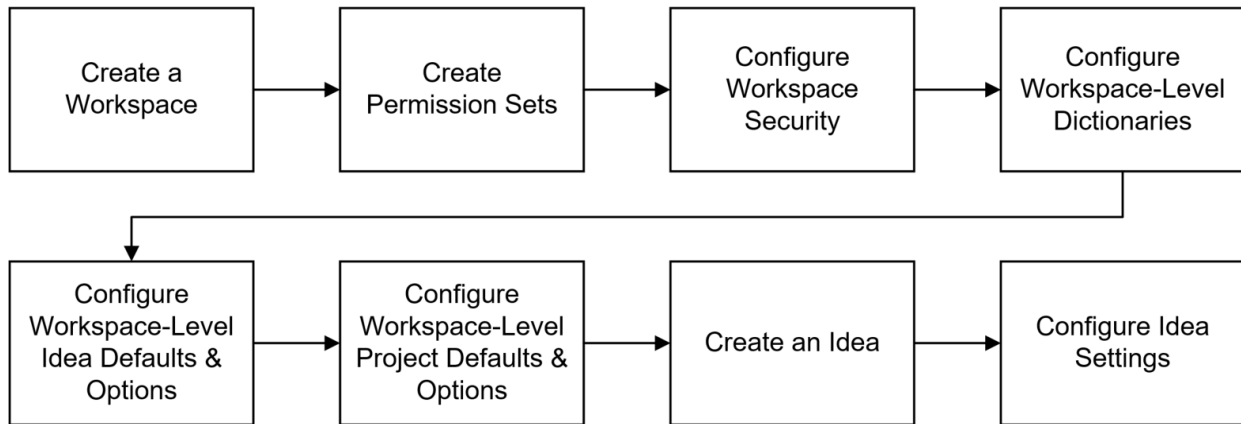 Create a
Workspace
Create
Permission Sets
Configure
Workspace
Security
Configure
Workspace-Level
Dictionaries
Configure
Workspace-Level
Idea Defaults &
Options
Configure
Workspace-Level
Project Defaults &
Options
Create an Idea
Configure Idea
Settings